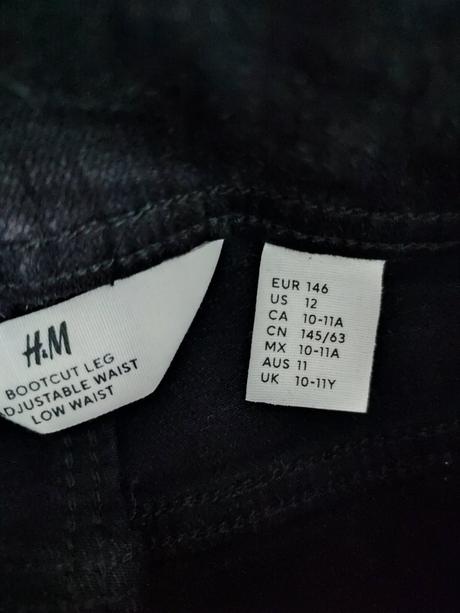 H&M
BOOTCUT LEG
ADJUSTABLE WAIST
LOW WAIST
EUR 146
US 12
CA 10-11A
CN 145/63
MX 10-11A
AUS 11
UK 10-11Y